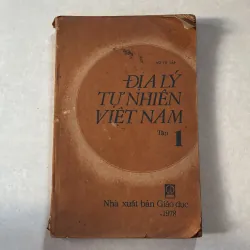 ĐỊA LÝ
TỰ NHIÊN
VIỆT NAM
Tập 1
Nhà xuất bản Giáo dục